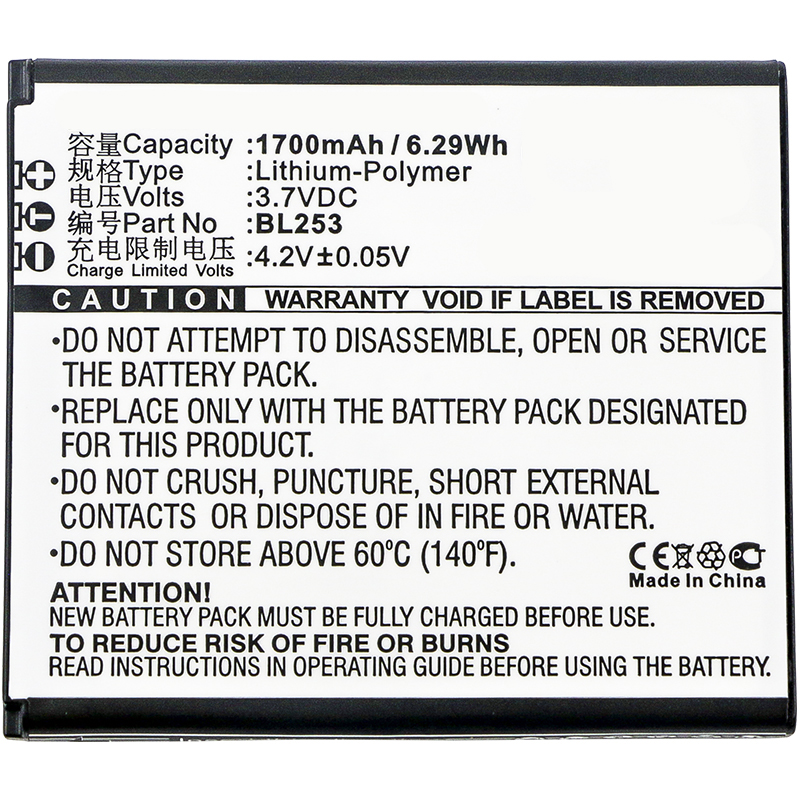 容量Capacity :1700mAh / 6.29Wh
规格Type :Lithium-Polymer
电压Volts :3.7VDC
编号Part No :BL253
充电限制电压
Charge Limited Volts :4.2V±0.05V
CAUTION WARRANTY VOID IF LABEL IS REMOVED
•DO NOT ATTEMPT TO DISASSEMBLE, OPEN OR SERVICE
THE BATTERY PACK.
•REPLACE ONLY WITH THE BATTERY PACK DESIGNATED
FOR THIS PRODUCT.
•DO NOT CRUSH, PUNCTURE, SHORT EXTERNAL
CONTACTS OR DISPOSE OF IN FIRE OR WATER.
•DO NOT STORE ABOVE 60ºC (140ºF).
CE PCT
Made In China
ATTENTION!
NEW BATTERY PACK MUST BE FULLY CHARGED BEFORE USE.
TO REDUCE RISK OF FIRE OR BURNS
READ INSTRUCTIONS IN OPERATING GUIDE BEFORE USING THE BATTERY.